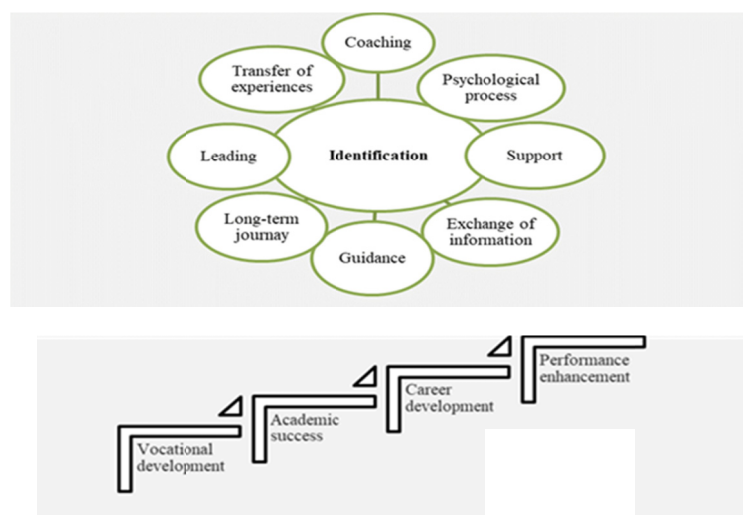 Coaching
Transfer of
experiences
Psychological
process
Leading
Identification
Support
Long-term
journay
Exchange of
information
Guidance
Performance
enhancement
Career
development
Academic
success
Vocational
development